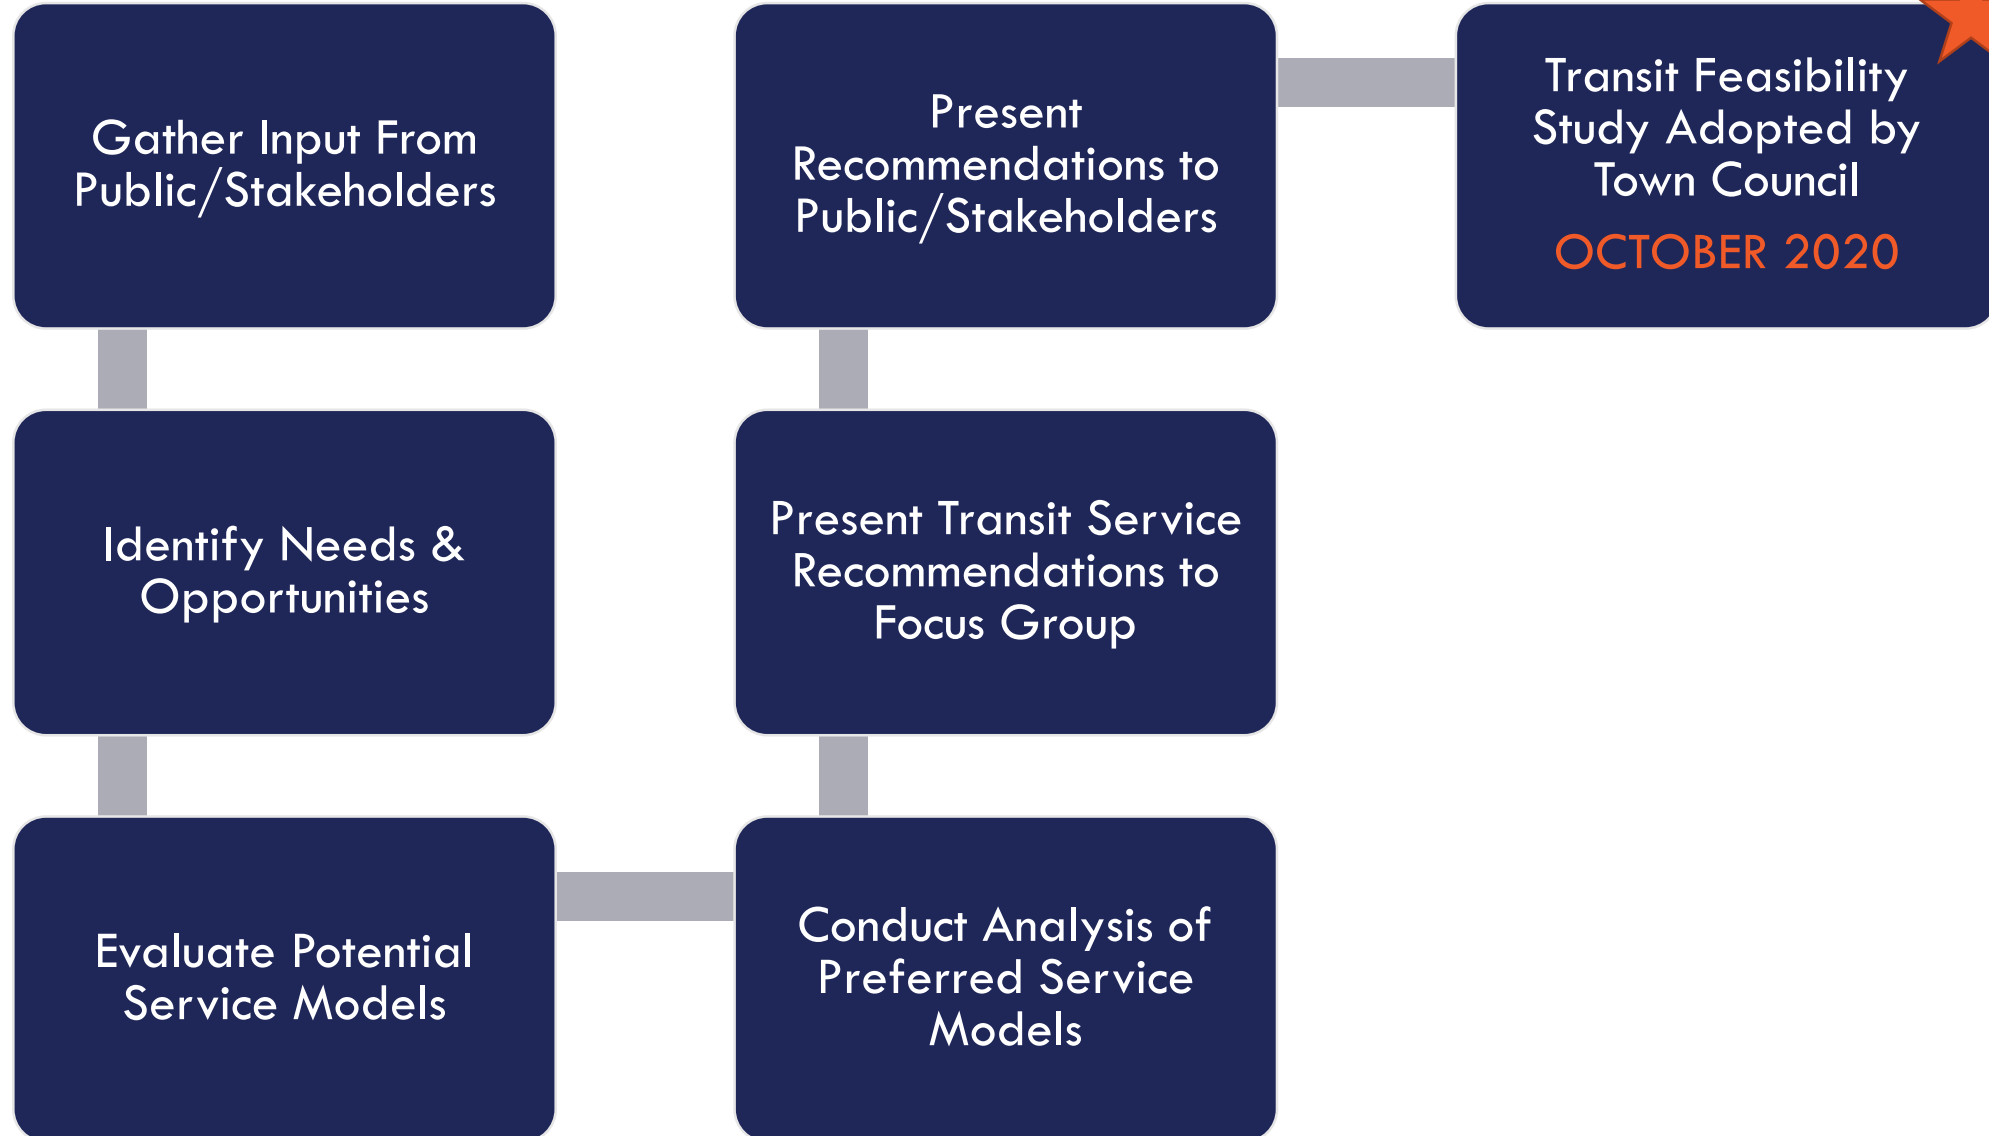 Gather Input From
Public/Stakeholders
Identify Needs &
Opportunities
Evaluate Potential
Service Models
Conduct Analysis of
Preferred Service
Models
Present Transit Service
Recommendations to
Focus Group
Present
Recommendations to
Public/Stakeholders
Transit Feasibility
Study Adopted by
Town Council
OCTOBER 2020